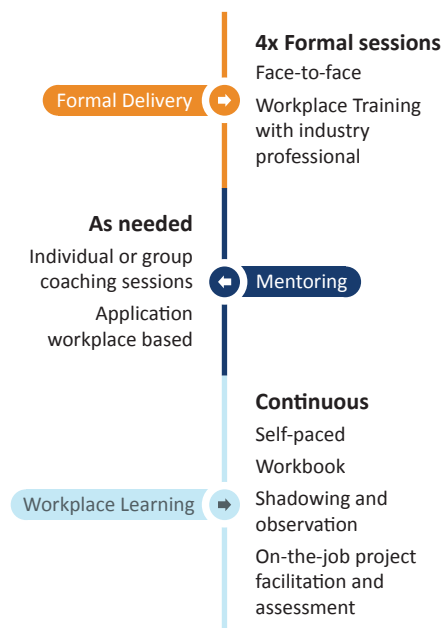 Formal Delivery
4x Formal sessions
Face-to-face
Workplace Training
with industry
professional
As needed
Individual or group
coaching sessions
Application
workplace based
Mentoring
Workplace Learning
Continuous
Self-paced
Workbook
Shadowing and
observation
On-the-job project
facilitation and
assessment